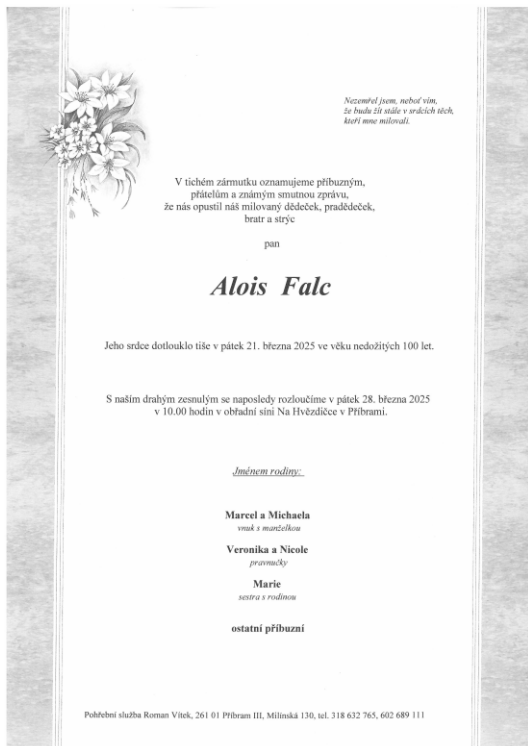 Nezemřel jsem, neboť vím,
že budu žít stále v srdcích těch,
kteří mne milovali.
V tichém zármutku oznamujeme příbuzným,
přátelům a známým smutnou zprávu,
že nás opustil náš milovaný dědeček, pradědeček,
bratr a strýc
pan
Alois Falc
Jeho srdce dotlouklo tiše v pátek 21. března 2025 ve věku nedožitých 100 let.
S naším drahým zesnulým se naposledy rozloučíme v pátek 28. března 2025
v 10.00 hodin v obřadní síni Na Hvězdičce v Příbrami.
Jménem rodiny:
Marcel a Michaela
vnuk s manželkou
Veronika a Nicole
pravnučky
Marie
sestra s rodinou
ostatní příbuzní
Pohřební služba Roman Vítek, 261 01 Příbram III, Milínská 130, tel. 318 632 765, 602 689 111